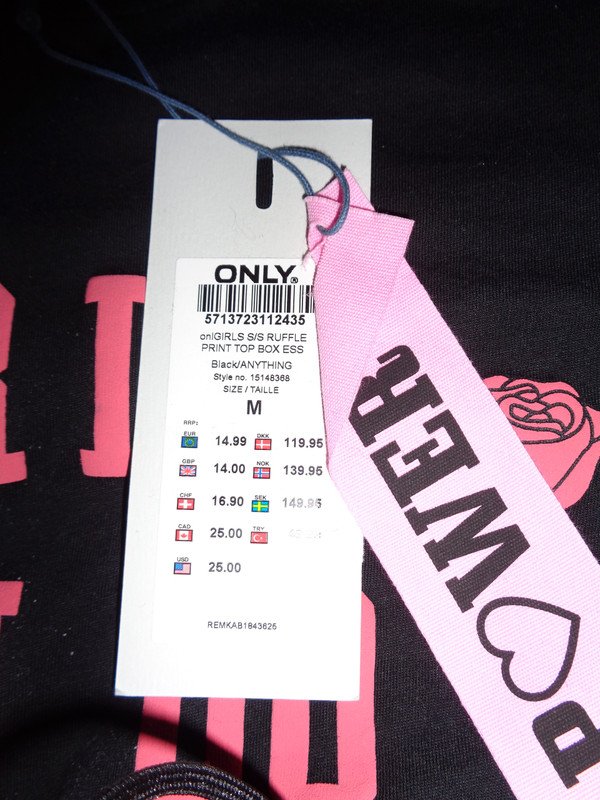 ONLY®
5713723112435
onlGIRLS S/S RUFFLE
PRINT TOP BOX ESS
Black/ANYTHING
Style no. 15148368
SIZE / TAILLE
M
RRP:
EUR 14.99 DKK 119.95
GBP 14.00 NOK 139.95
CHF 16.90 SEK 149.95
CAD 25.00 TRY
USD 25.00
REMKAB1843625
POWER